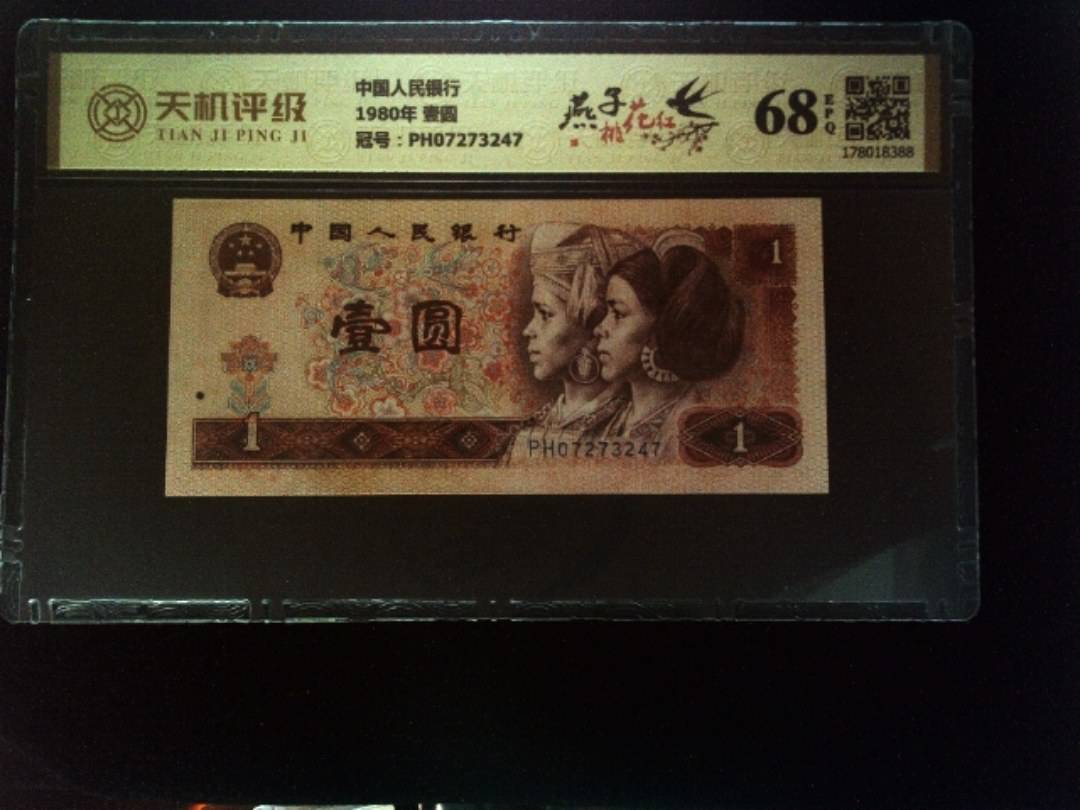 天机评级
TIAN JI PING JI
中国人民银行
1980年 壹圆
冠号：PH07273247
燕子
桃花红
68
EPQ
178018388
中国人民银行
壹圆
1
1
1
PH07273247